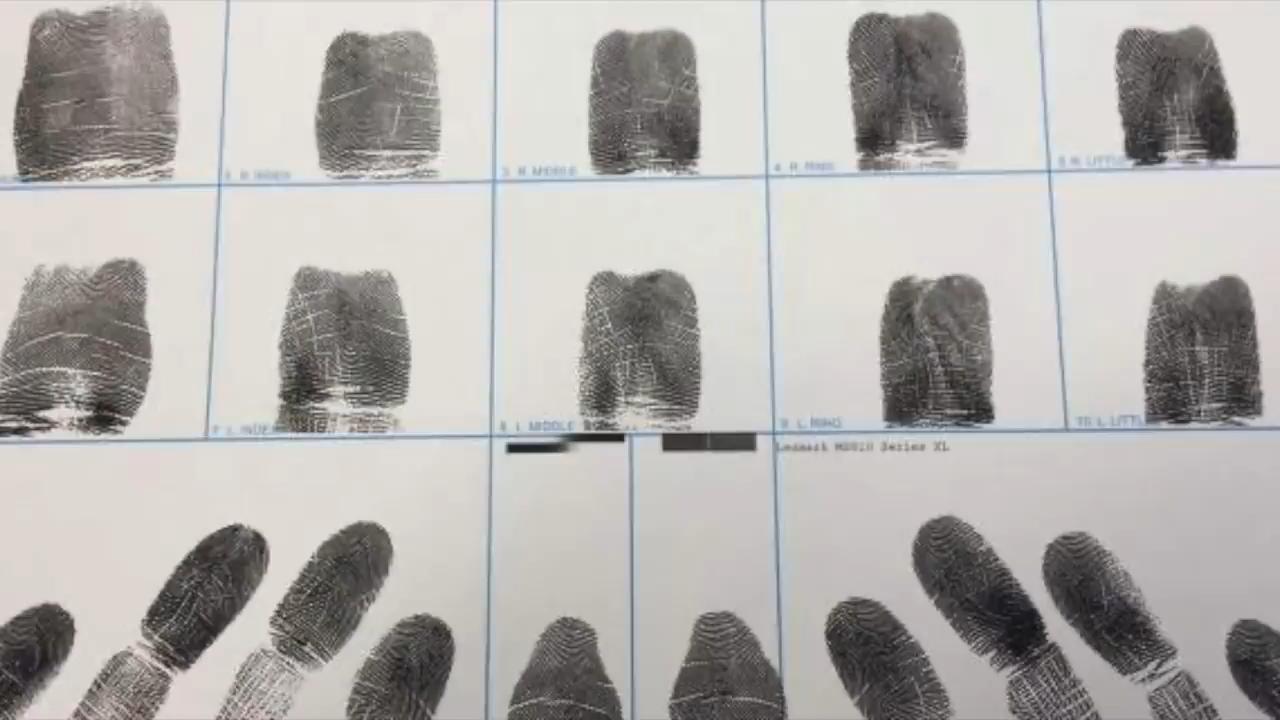 2. R. INDEX
3. R. MIDDLE
4. R. RING
5. R. LITTLE
7. L. INDEX
8. L. MIDDLE
9. L. RING
10. L. LITTLE
Lexmark Series XL